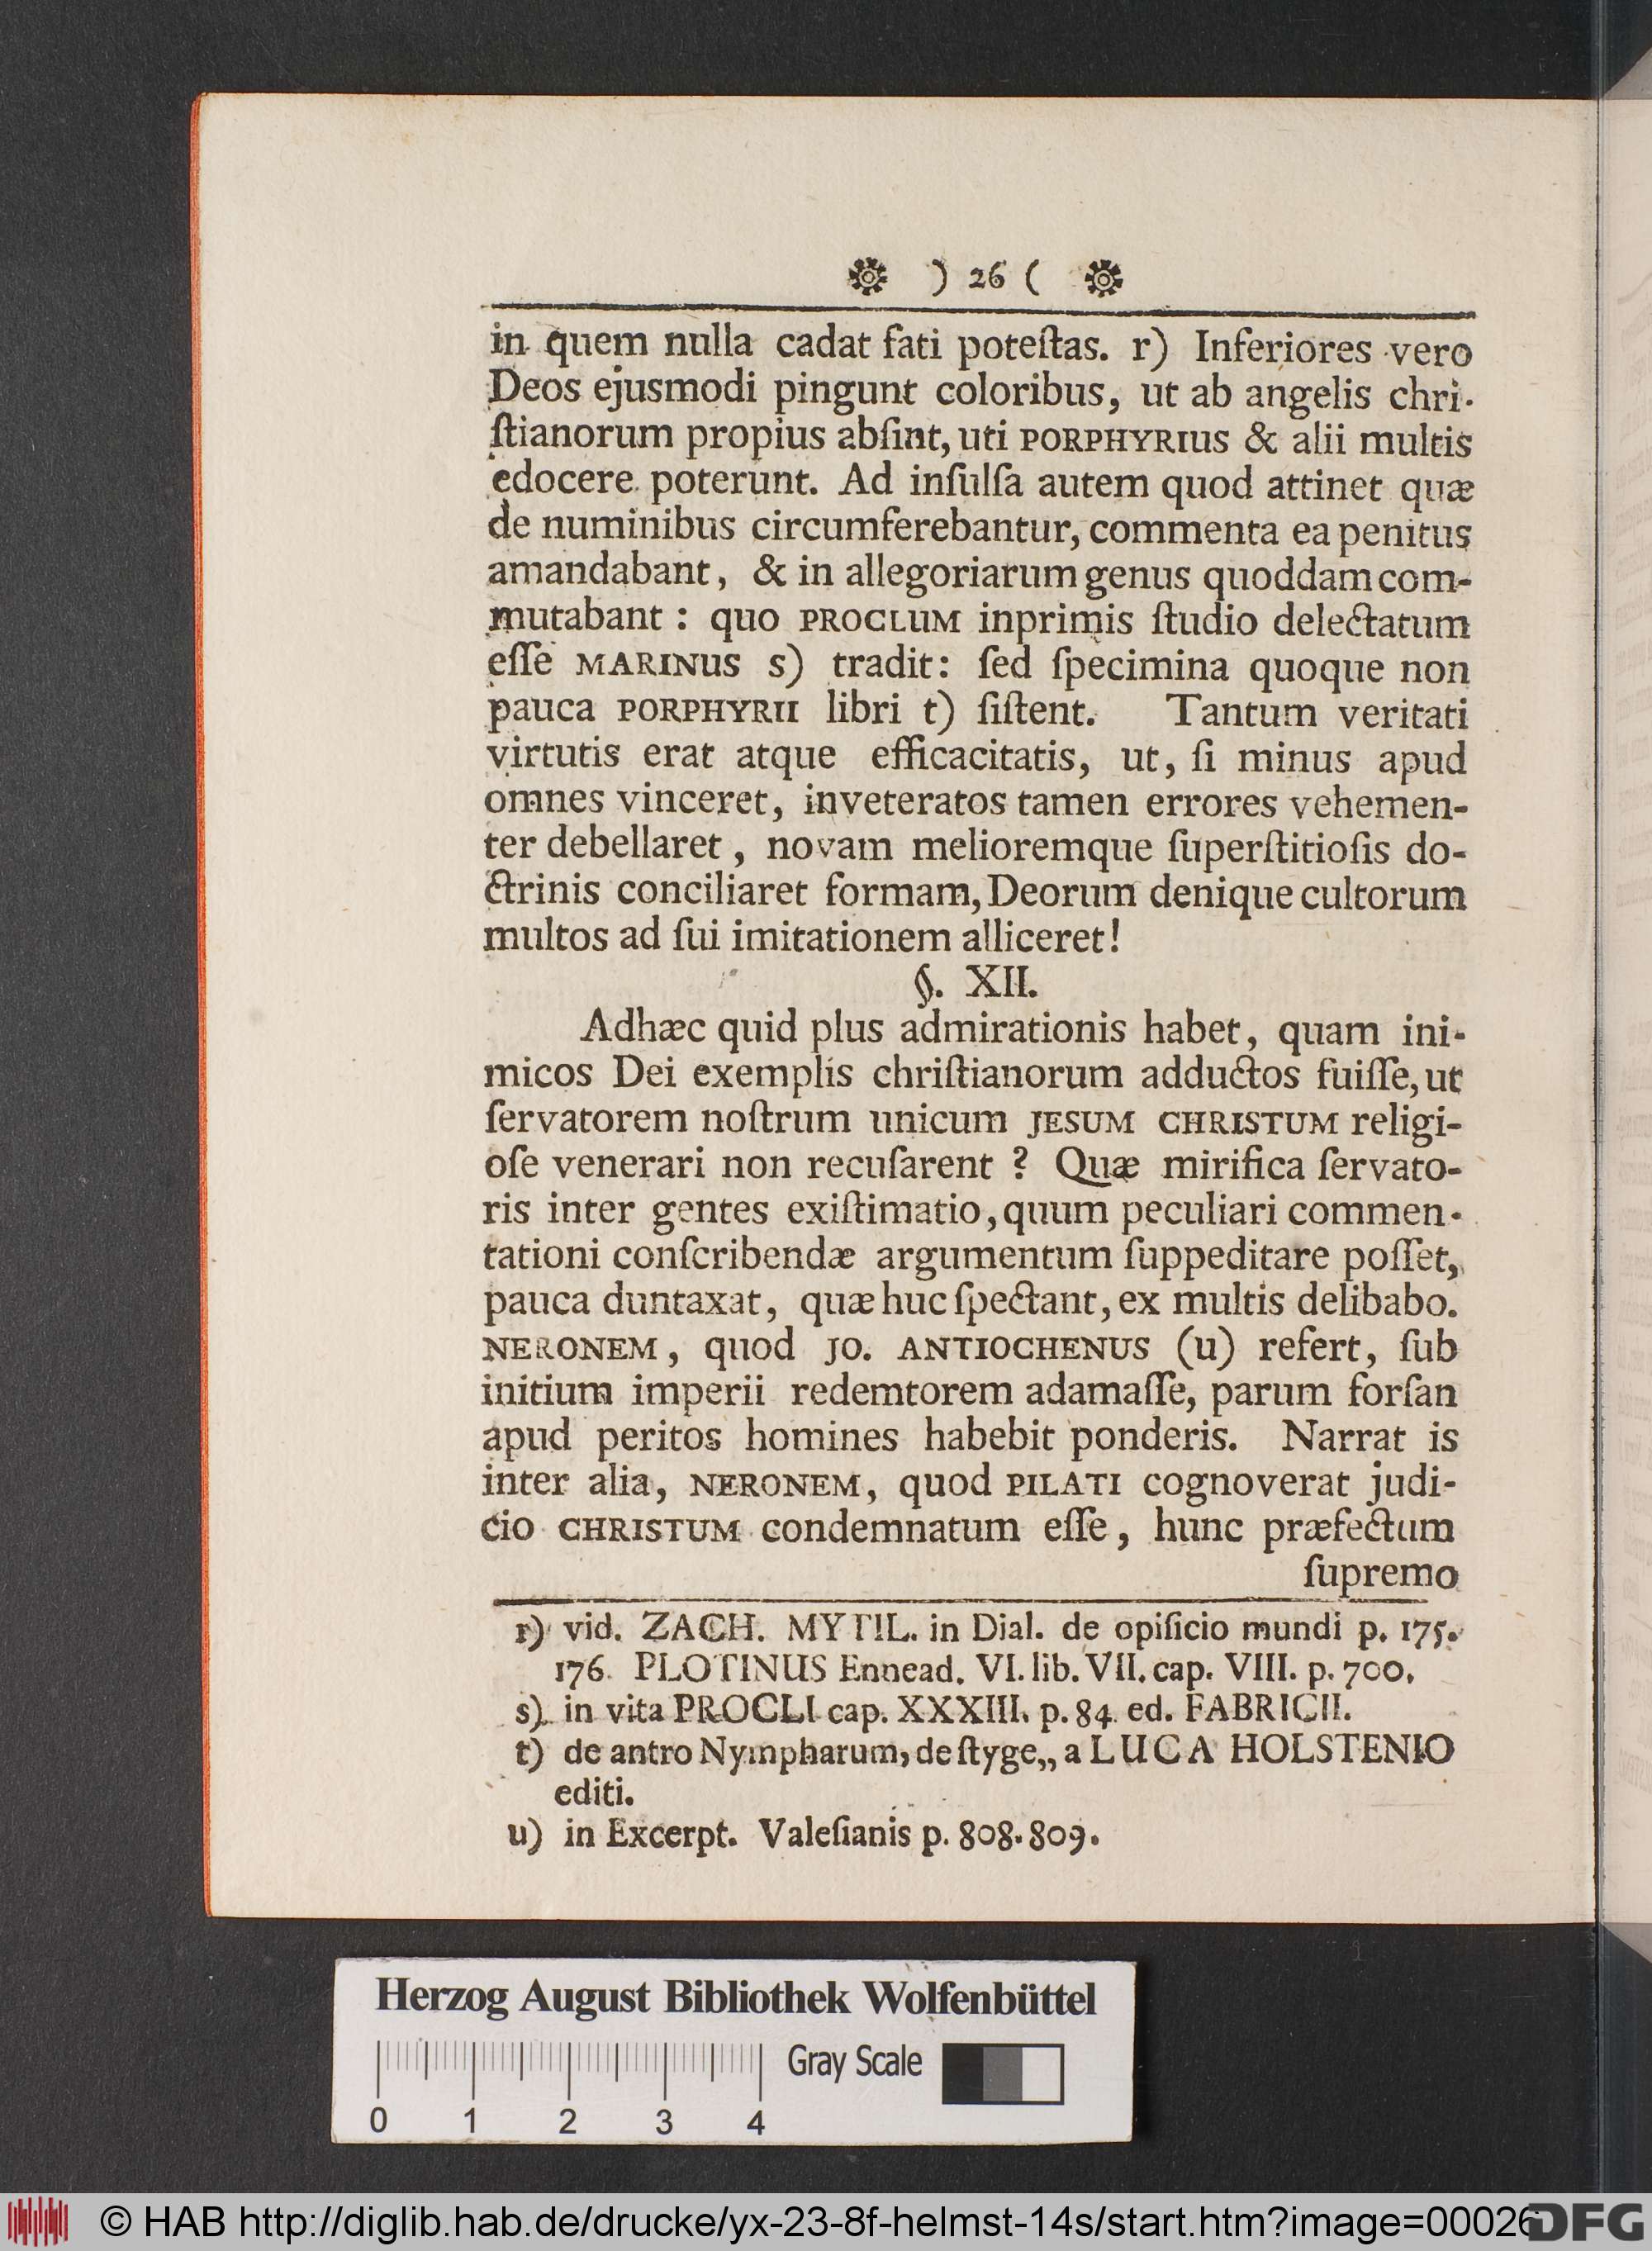 ) 26 (
in quem nulla cadat fati poteſtas. r) Inferiores vero
Deos ejusmodi pingunt coloribus, ut ab angelis chri-
ſtianorum propius abſint, uti PORPHYRIUS & alii multis
edocere poterunt. Ad inſulſa autem quod attinet quæ
de numinibus circumferebantur, commenta ea penitus
amandabant, & in allegoriarum genus quoddam com-
mutabant : quo PROCLUM inprimis ſtudio delectatum
eſſe MARINUS s) tradit: ſed ſpecimina quoque non
pauca PORPHYRII libri t) ſiſtent. Tantum veritati
virtutis erat atque efficacitatis, ut, ſi minus apud
omnes vinceret, inveteratos tamen errores vehemen-
ter debellaret, novam melioremque ſuperſtitioſis do-
ctrinis conciliaret formam, Deorum denique cultorum
multos ad ſui imitationem alliceret!
§. XII.
Adhæc quid plus admirationis habet, quam ini-
micos Dei exemplis chriſtianorum adductos fuiſſe, ut
ſervatorem noſtrum unicum JESUM CHRISTUM religi-
oſe venerari non recuſarent ? Quæ mirifica ſervato-
ris inter gentes exiſtimatio, quum peculiari commen-
tationi conſcribendæ argumentum ſuppeditare poſſet,
pauca duntaxat, quæ huc ſpectant, ex multis delibabo.
NERONEM, quod JO. ANTIOCHENUS (u) refert, ſub
initium imperii redemtorem adamaſſe, parum forſan
apud peritos homines habebit ponderis. Narrat is
inter alia, NERONEM, quod PILATI cognoverat judi-
cio CHRISTUM condemnatum eſſe, hunc præfectum
ſupremo
r) vid. ZACH. MYTIL. in Dial. de opificio mundi p. 175.
176. PLOTINUS Ennead. VI. lib. VII. cap. VIII. p. 700.
s) in vita PROCLI cap. XXXIII. p. 84. ed. FABRICII.
t) de antro Nympharum, de ſtyge,, a LUCA HOLSTENIO
editi.
u) in Excerpt. Valeſianis p. 808. 809.
Herzog August Bibliothek Wolfenbüttel
Gray Scale
0 1 2 3 4
© HAB http://diglib.hab.de/drucke/yx-23-8f-helmst-14s/start.htm?image=00026
DFG